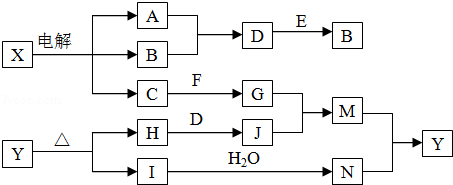 X 电解 A B D E B
C F G M
Y △ H D J Y
I H₂O N